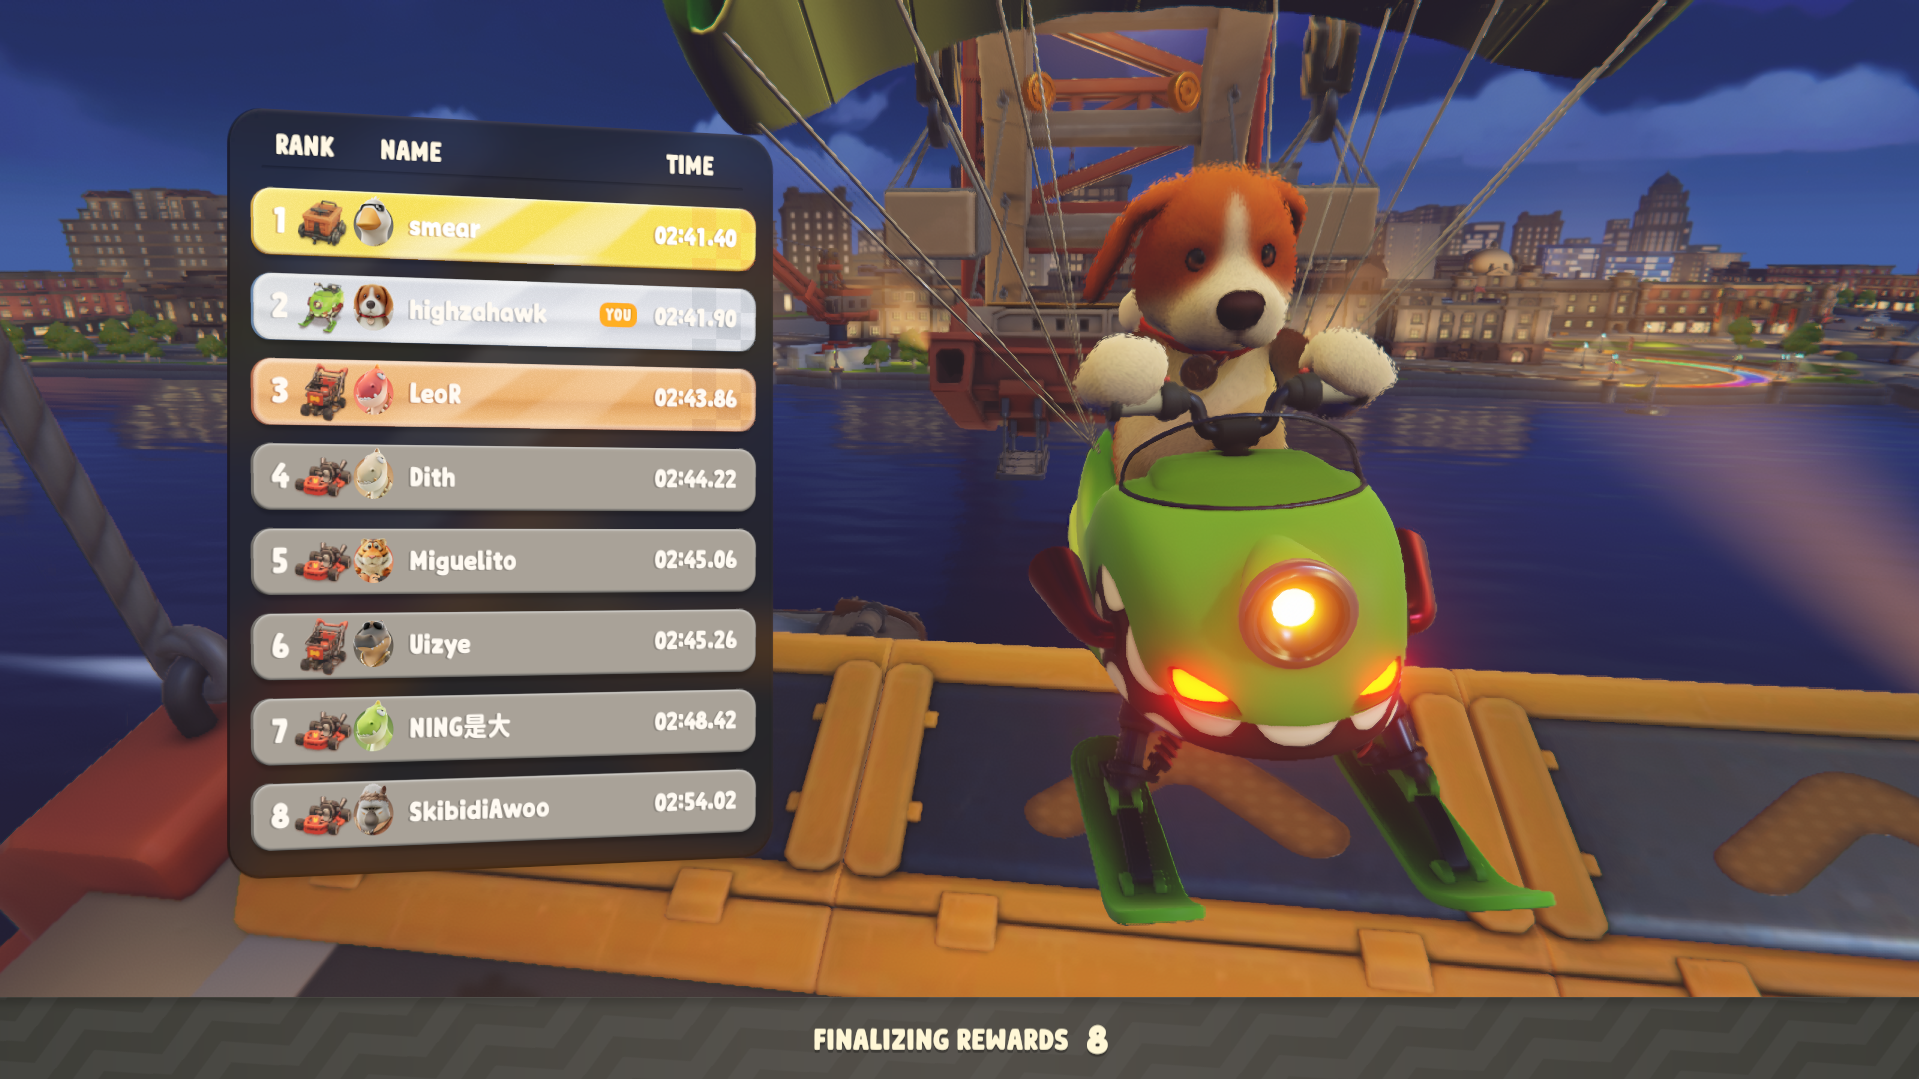 RANK NAME TIME
1 smear 02:41.40
2 highzahawk YOU 02:41.90
3 LeoR 02:43.86
4 Dith 02:44.22
5 Miguelito 02:45.06
6 Uizye 02:45.26
7 NING是大 02:48.42
8 SkibidiAwoo 02:54.02
FINALIZING REWARDS 8